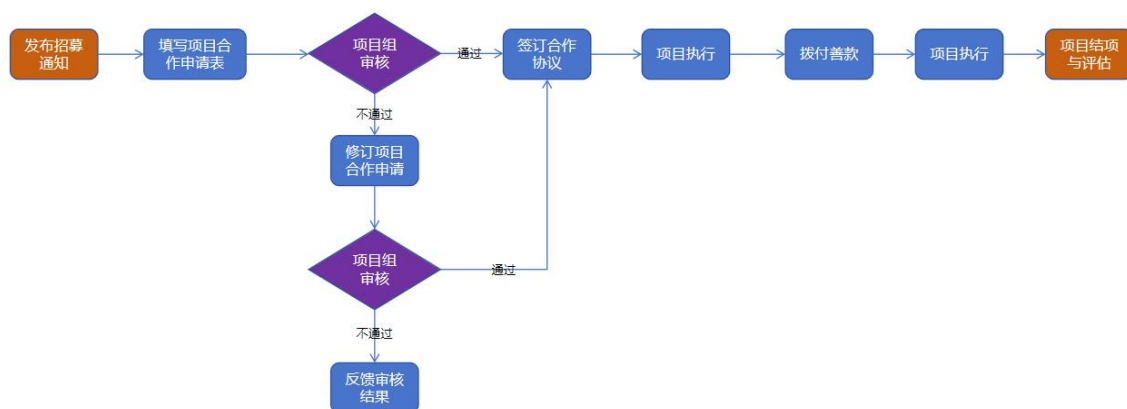 发布招募
通知
填写项目合
作申请表
项目组
审核
通过
签订合作
协议
项目执行
拨付善款
项目执行
项目结项
与评估
不通过
修订项目
合作申请
项目组
审核
通过
不通过
反馈审核
结果